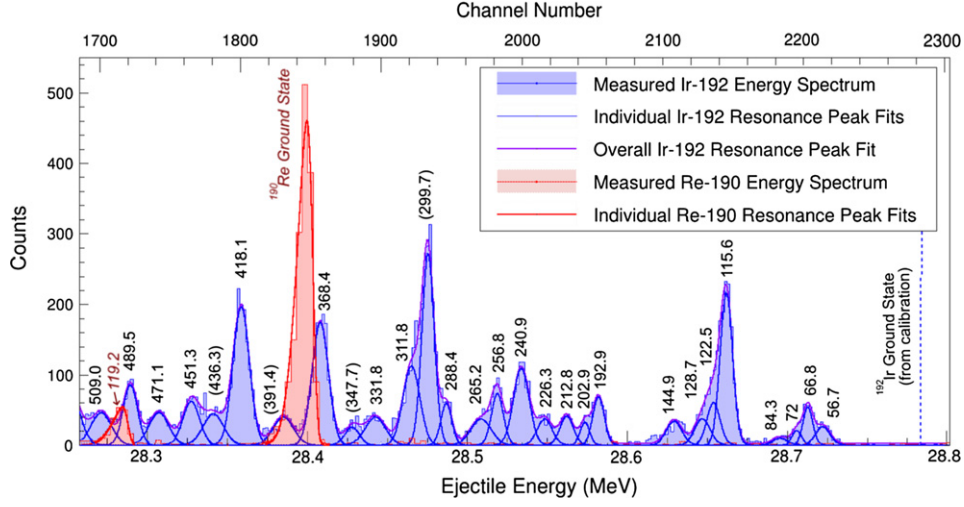 Channel Number
1700 1800 1900 2000 2100 2200 2300
Counts
500
400
300
200
100
0
Measured Ir-192 Energy Spectrum
Individual Ir-192 Resonance Peak Fits
Overall Ir-192 Resonance Peak Fit
Measured Re-190 Energy Spectrum
Individual Re-190 Resonance Peak Fits
509.0
119.2
489.5
471.1
451.3
(436.3)
418.1
(391.4)
190Re Ground State
368.4
(347.7)
331.8
311.8
(299.7)
288.4
265.2
256.8
240.9
226.3
212.8
202.9
192.9
144.9
128.7
122.5
115.6
84.3
72
66.8
56.7
192Ir Ground State
(from calibration)
28.3 28.4 28.5 28.6 28.7 28.8
Ejectile Energy (MeV)